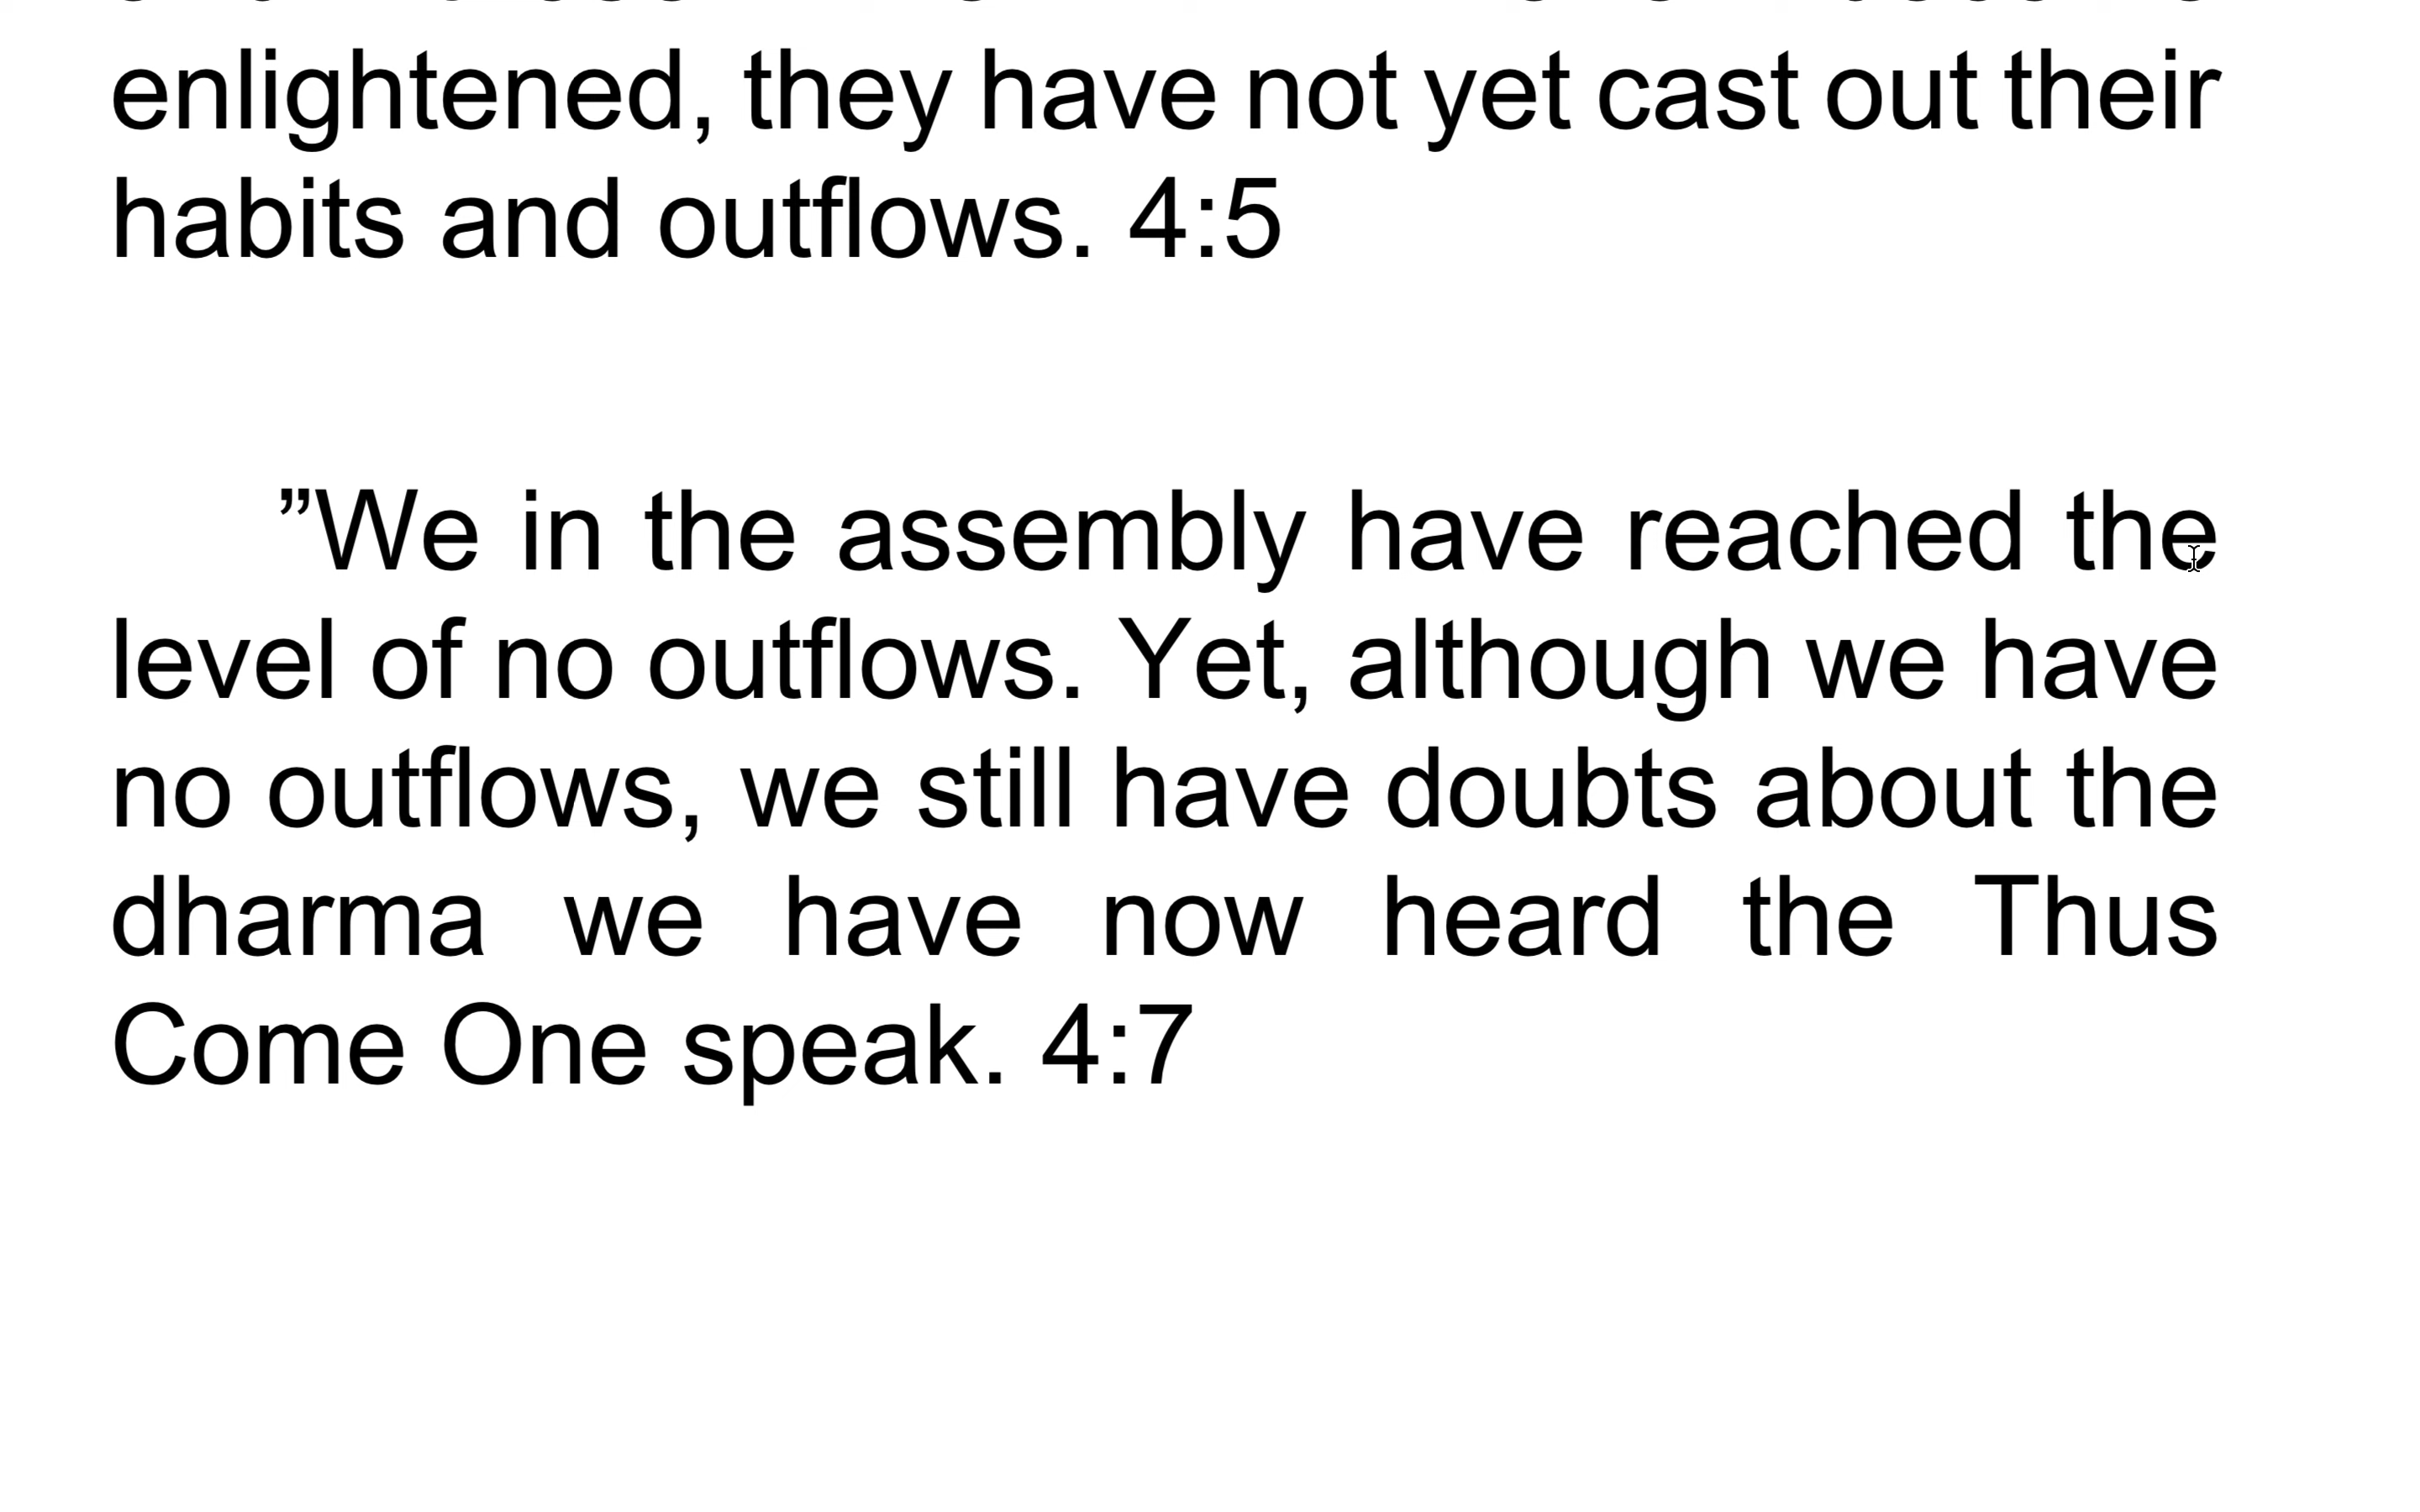 enlightened, they have not yet cast out their
habits and outflows. 4:5
”We in the assembly have reached the
level of no outflows. Yet, although we have
no outflows, we still have doubts about the
dharma we have now heard the Thus
Come One speak. 4:7